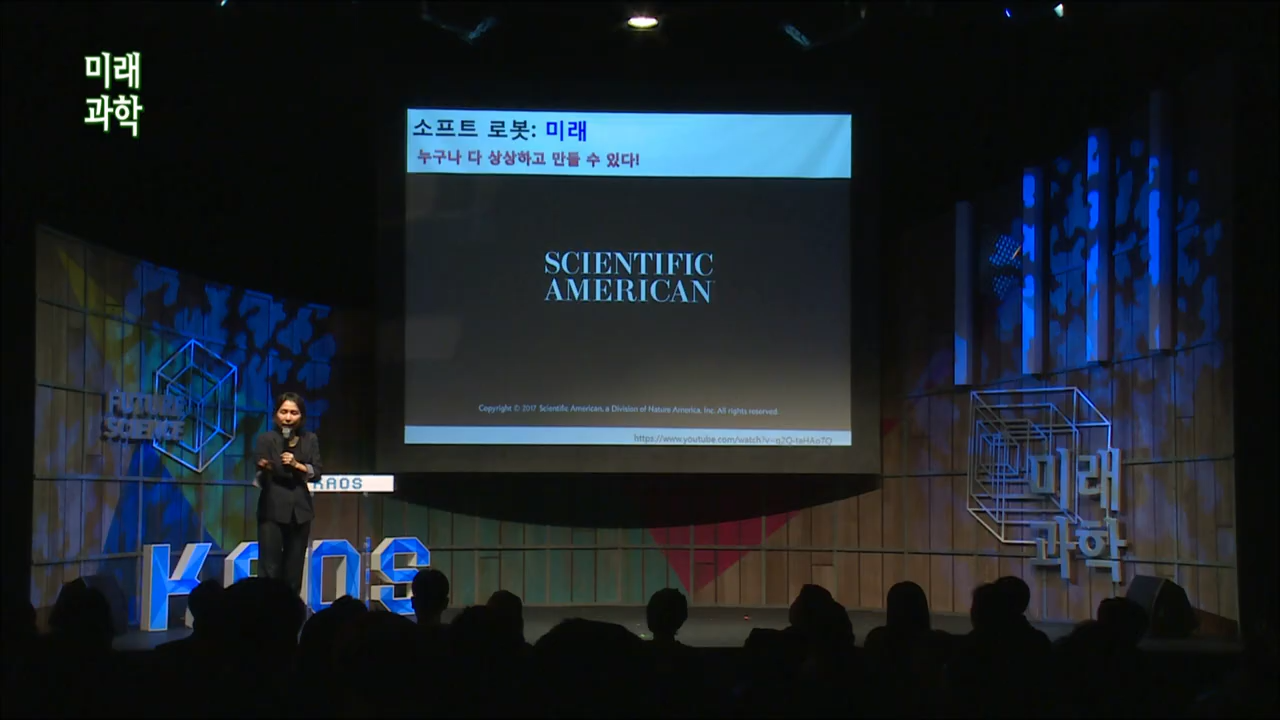 미래
과학
소프트 로봇: 미래
누구나 다 상상하고 만들 수 있다!
SCIENTIFIC
AMERICAN
Copyright © 2017 Scientific American, a Division of Nature America, Inc. All rights reserved.
FUTURE
SCIENCE
KAOS
KAOS
미래
과학